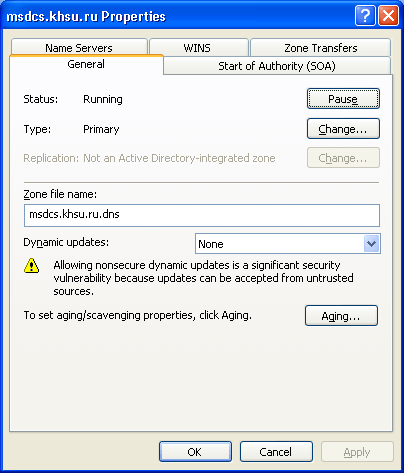 msdcs.khsu.ru Properties
Name Servers WINS Zone Transfers
General Start of Authority (SOA)
Status: Running Pause
Type: Primary Change...
Replication: Not an Active Directory-integrated zone Change...
Zone file name:
msdcs.khsu.ru.dns
Dynamic updates: None
Allowing nonsecure dynamic updates is a significant security
vulnerability because updates can be accepted from untrusted
sources.
To set aging/scavenging properties, click Aging. Aging...
OK Cancel Apply